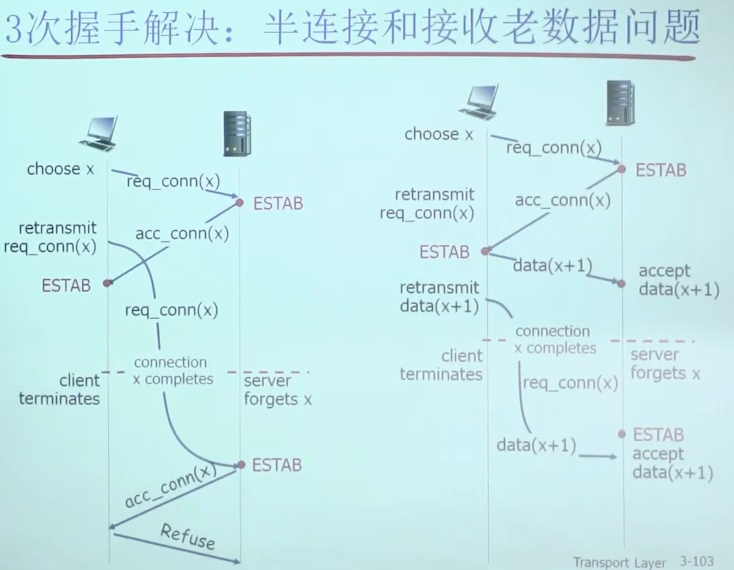 3次握手解决：半连接和接收老数据问题
choose x
req_conn(x)
ESTAB
retransmit
req_conn(x)
acc_conn(x)
ESTAB
req_conn(x)
connection
x completes
client
terminates
server
forgets x
ESTAB
acc_conn(x)
Refuse
choose x
req_conn(x)
ESTAB
retransmit
req_conn(x)
acc_conn(x)
ESTAB
data(x+1)
accept
data(x+1)
retransmit
data(x+1)
connection
x completes
client
terminates
server
forgets x
req_conn(x)
data(x+1)
ESTAB
accept
data(x+1)
Transport Layer 3-103